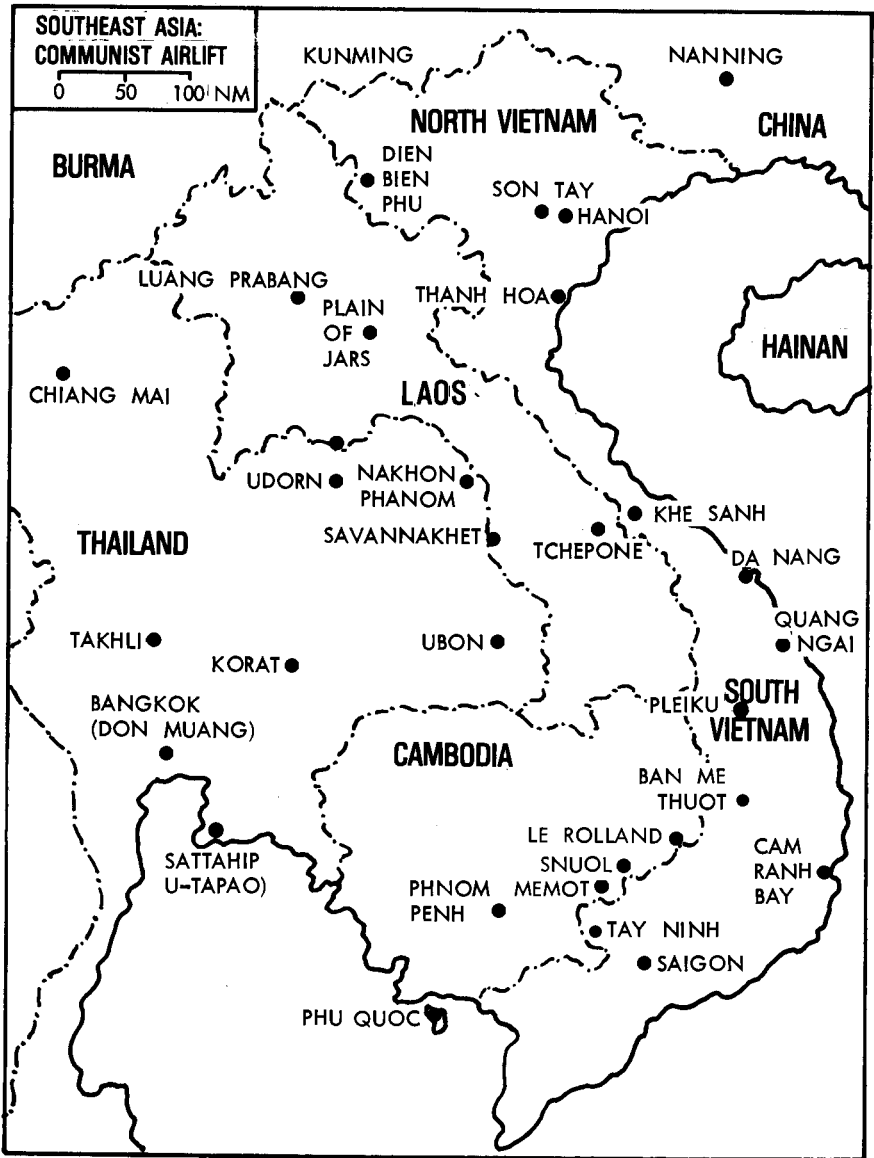 SOUTHEAST ASIA:
COMMUNIST AIRLIFT
0 50 100 NM
KUNMING
NANNING
NORTH VIETNAM
CHINA
BURMA
DIEN
BIEN
PHU
SON TAY
HANOI
LUANG PRABANG
THANH HOA
PLAIN
OF
JARS
HAINAN
CHIANG MAI
LAOS
UDORN
NAKHON
PHANOM
KHE SANH
THAILAND
SAVANNAKHET
TCHEPONE
DA NANG
QUANG
NGAI
TAKHLI
KORAT
UBON
BANGKOK
(DON MUANG)
PLEIKU
SOUTH
VIETNAM
CAMBODIA
BAN ME
THUOT
LE ROLLAND
SATTAHIP
U-TAPAO)
SNUOL
MEMOT
CAM
RANH
BAY
PHNOM
PENH
TAY NINH
SAIGON
PHU QUOC